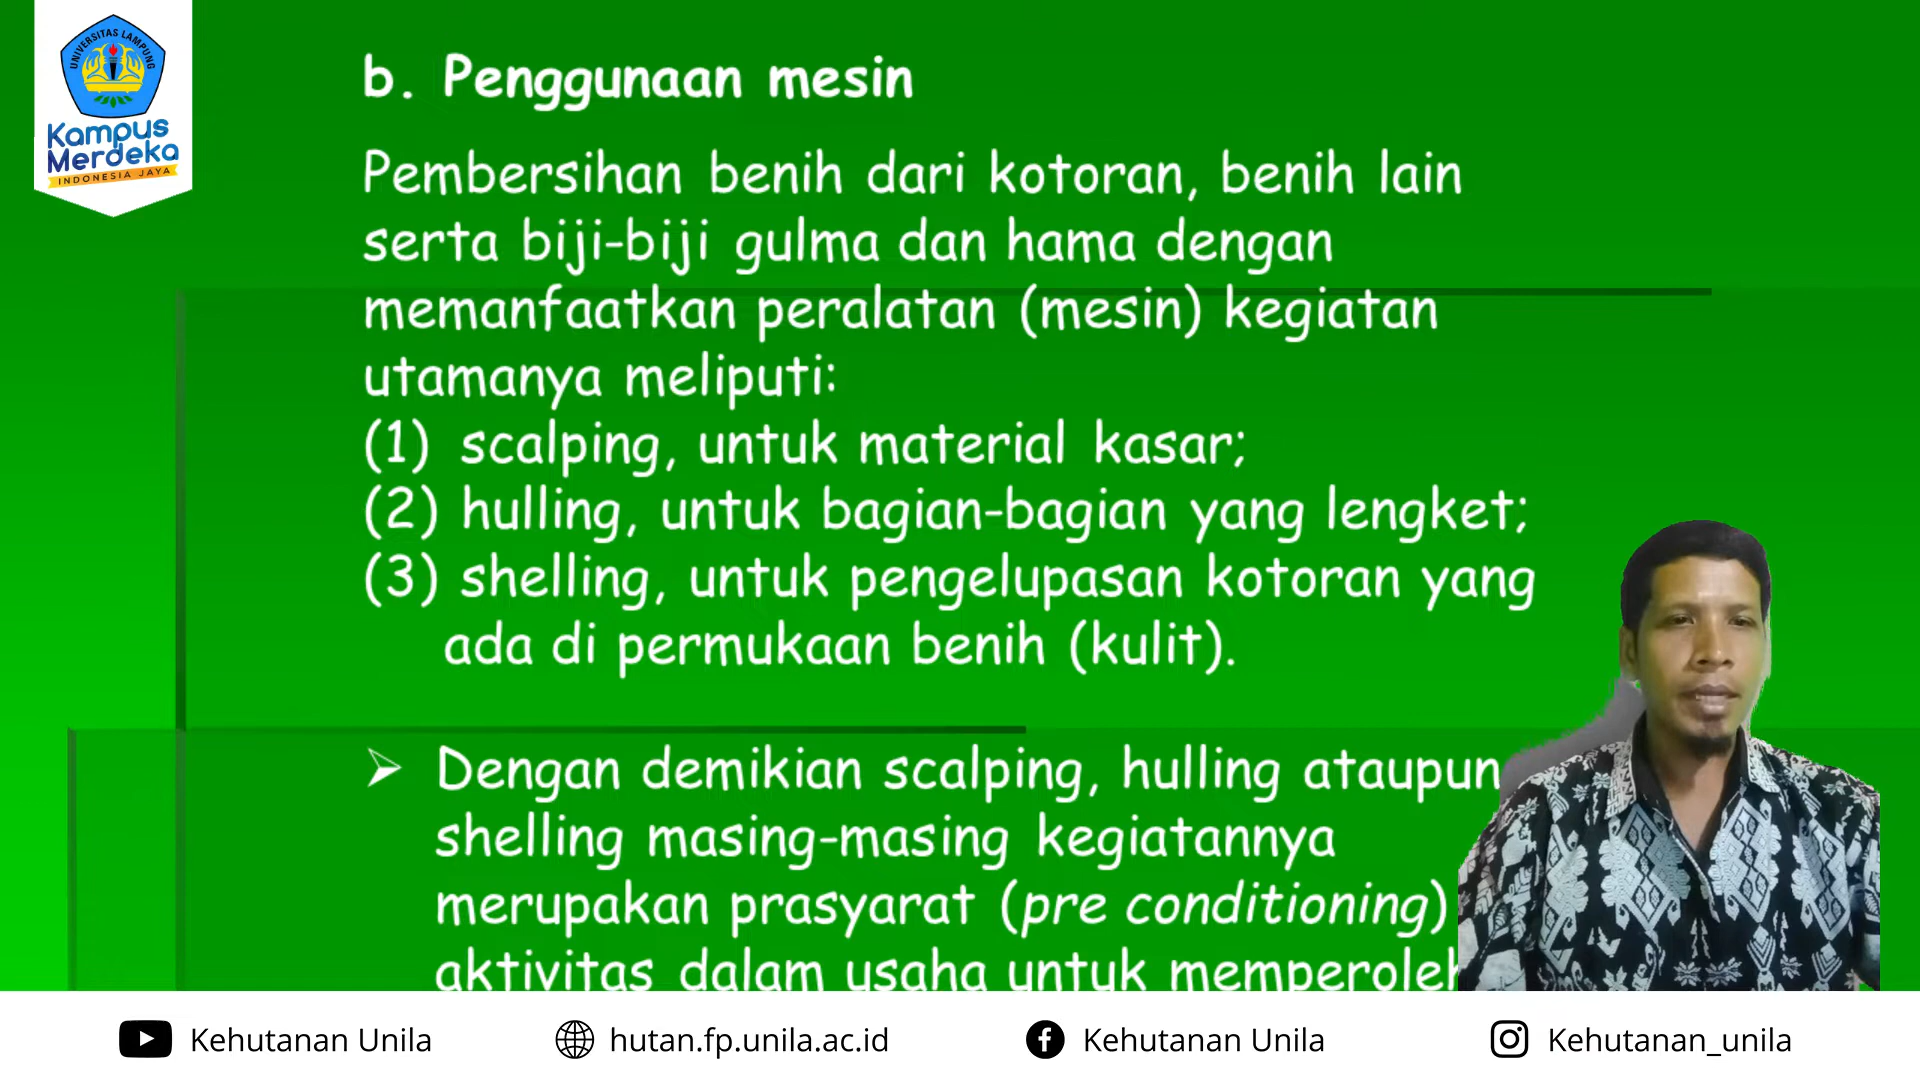 UNIVERSITAS LAMPUNG
Kampus
Merdeka
INDONESIA JAYA
b. Penggunaan mesin
Pembersihan benih dari kotoran, benih lain
serta biji-biji gulma dan hama dengan
memanfaatkan peralatan (mesin) kegiatan
utamanya meliputi:
(1) scalping, untuk material kasar;
(2) hulling, untuk bagian-bagian yang lengket;
(3) shelling, untuk pengelupasan kotoran yang
ada di permukaan benih (kulit).
➢ Dengan demikian scalping, hulling ataupun
shelling masing-masing kegiatannya
merupakan prasyarat (pre conditioning)
aktivitas dalam usaha untuk memperoleh
Kehutanan Unila
hutan.fp.unila.ac.id
Kehutanan Unila
Kehutanan_unila